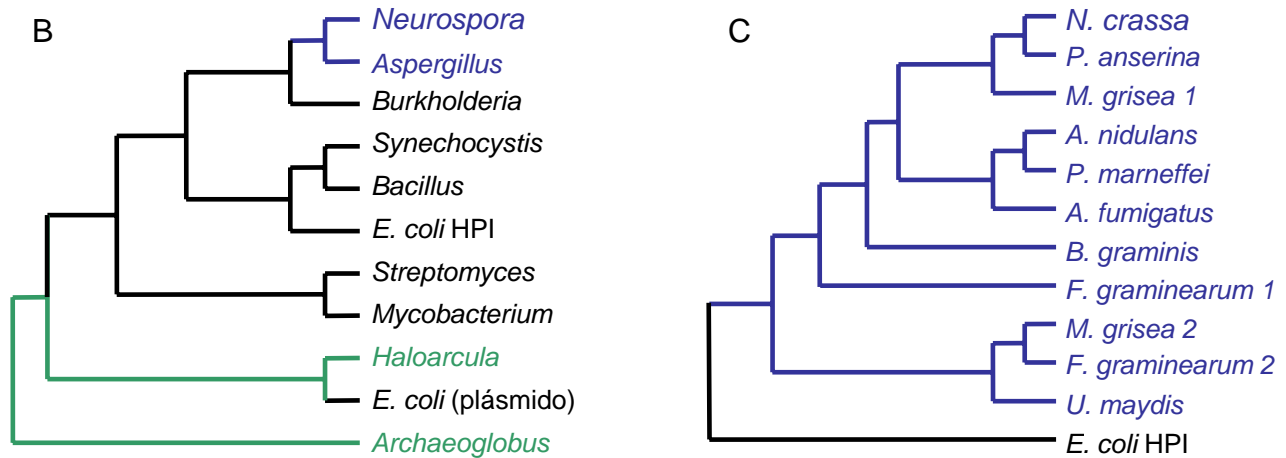 B
Neurospora
Aspergillus
Burkholderia
Synechocystis
Bacillus
E. coli HPI
Streptomyces
Mycobacterium
Haloarcula
E. coli (plásmido)
Archaeoglobus
C
N. crassa
P. anserina
M. grisea 1
A. nidulans
P. marneffei
A. fumigatus
B. graminis
F. graminearum 1
M. grisea 2
F. graminearum 2
U. maydis
E. coli HPI